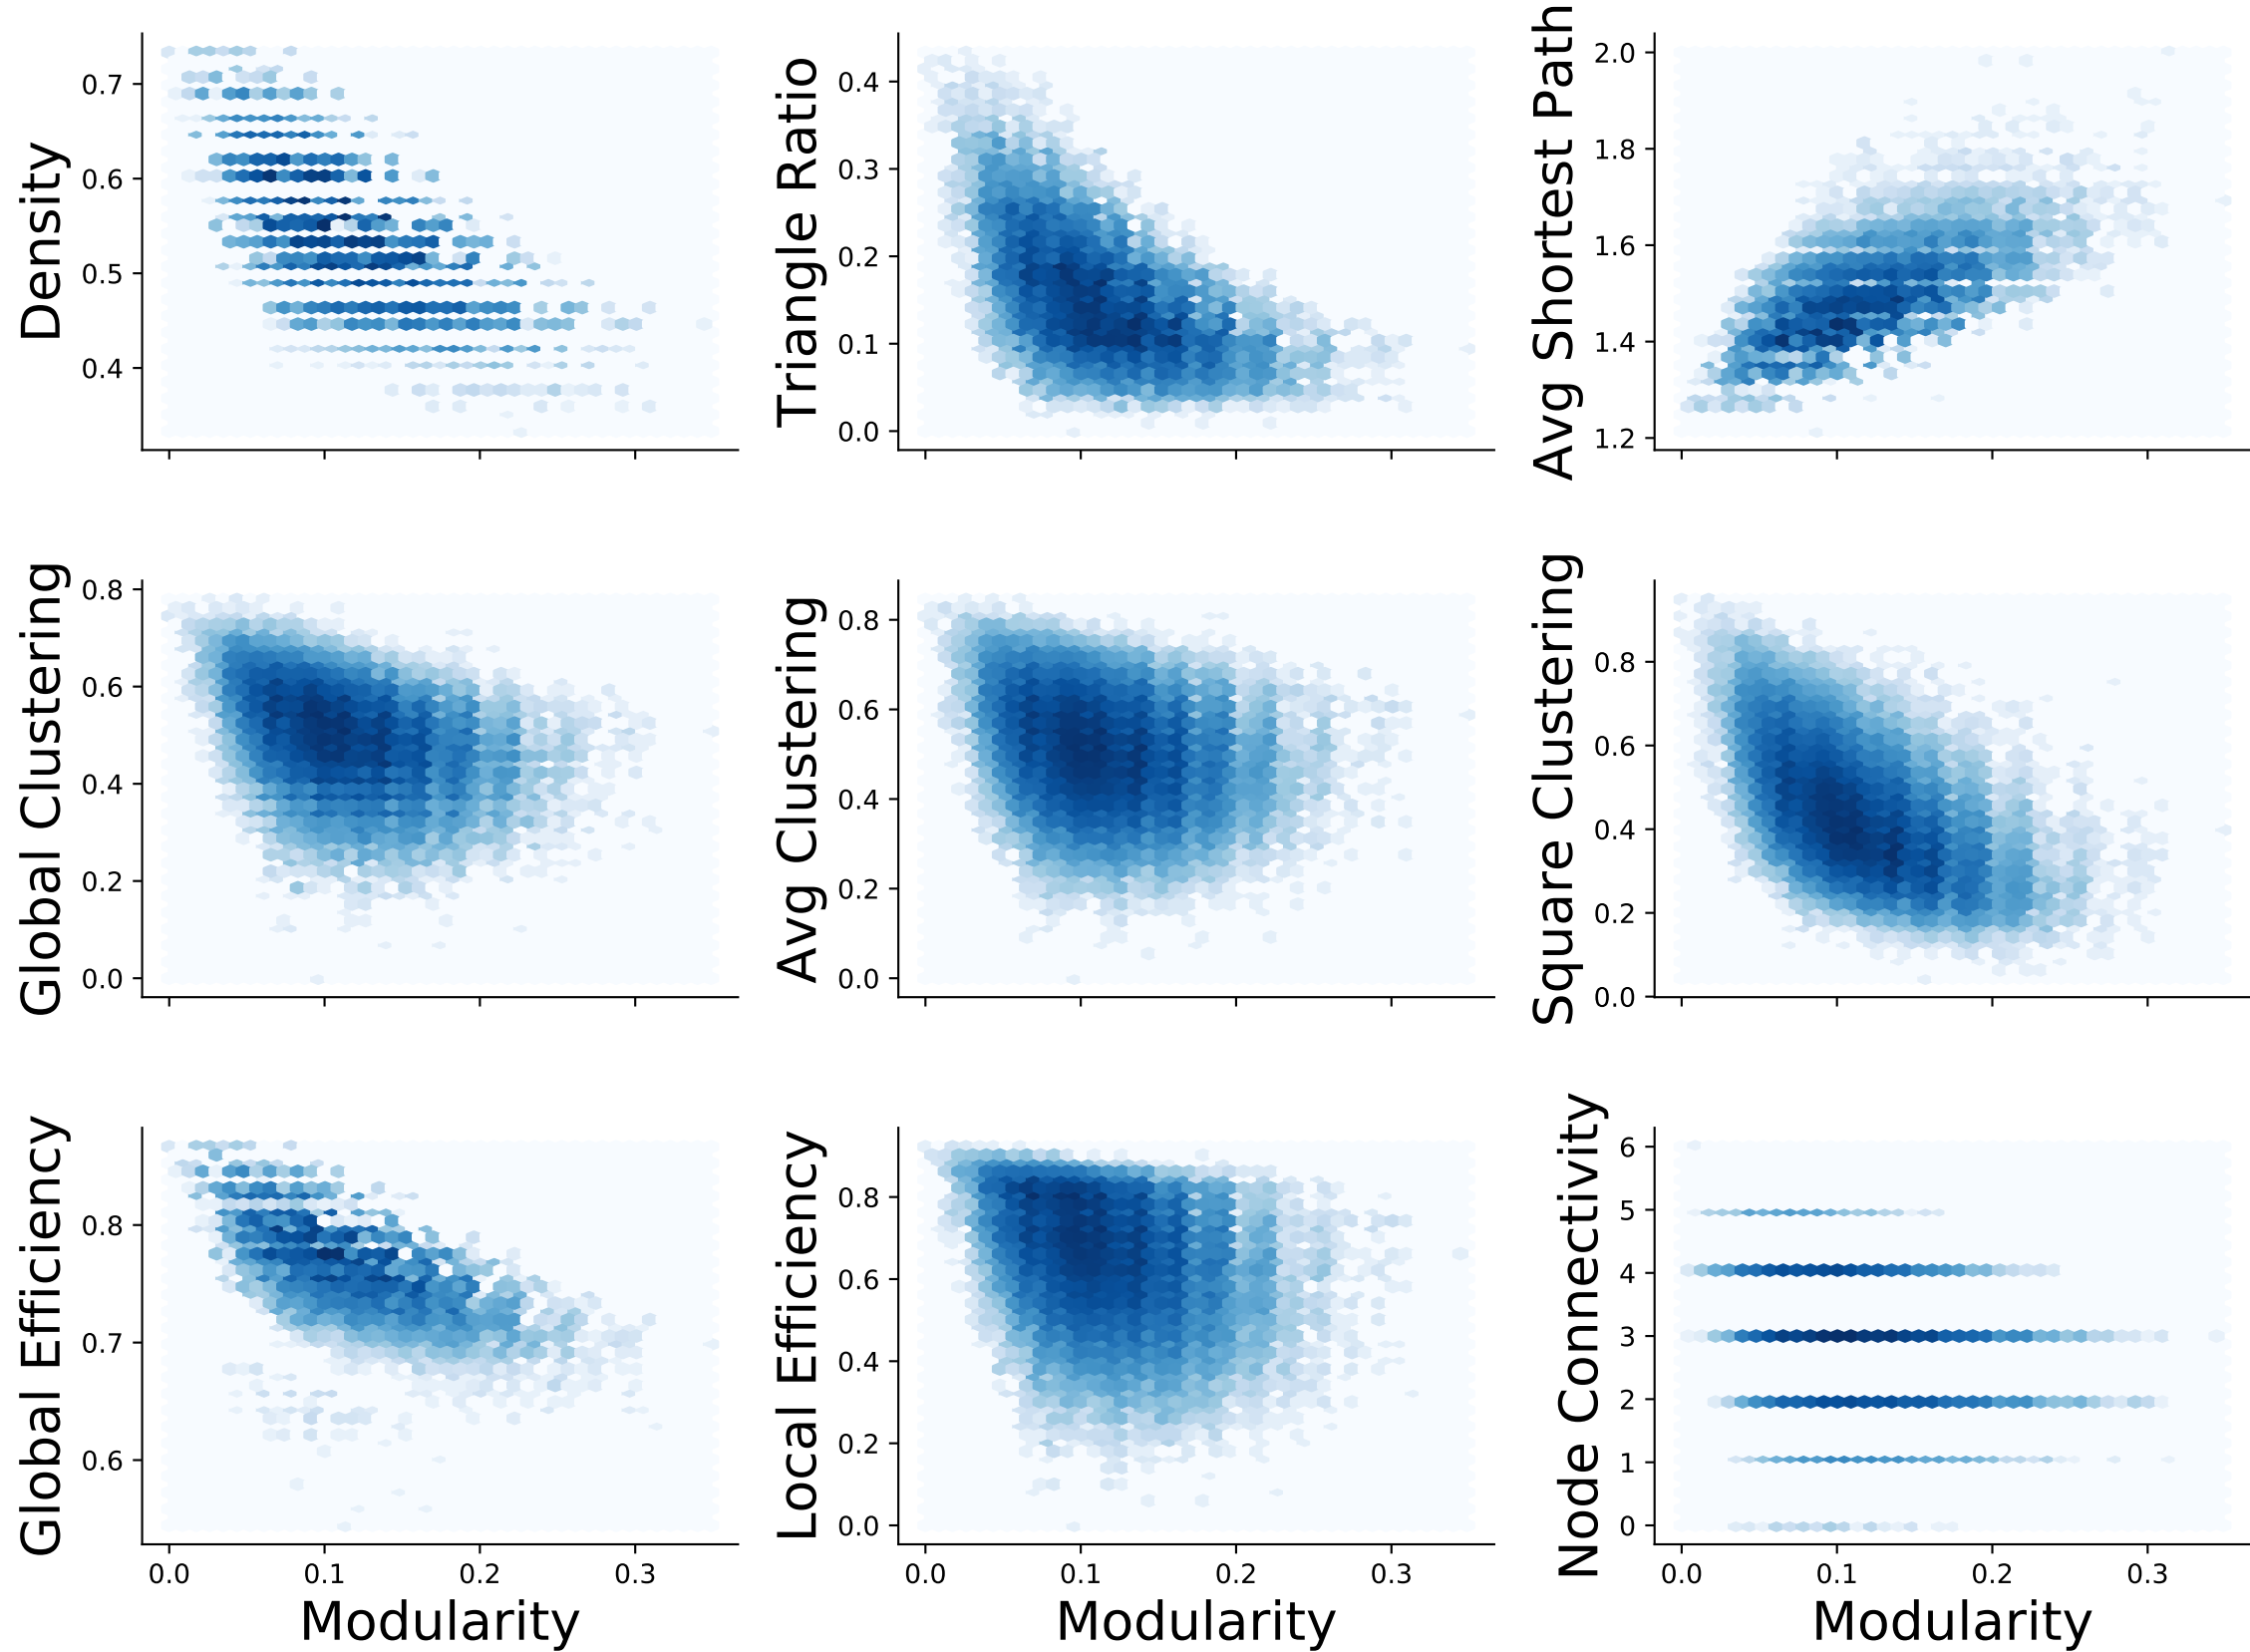 Density
0.7
0.6
0.5
0.4
Triangle Ratio
0.4
0.3
0.2
0.1
0.0
Avg Shortest Path
2.0
1.8
1.6
1.4
1.2
Global Clustering
0.8
0.6
0.4
0.2
0.0
Avg Clustering
0.8
0.6
0.4
0.2
0.0
Square Clustering
0.8
0.6
0.4
0.2
0.0
Global Efficiency
0.8
0.7
0.6
0.0 0.1 0.2 0.3
Modularity
Local Efficiency
0.8
0.6
0.4
0.2
0.0
0.0 0.1 0.2 0.3
Modularity
Node Connectivity
6
5
4
3
2
1
0
0.0 0.1 0.2 0.3
Modularity